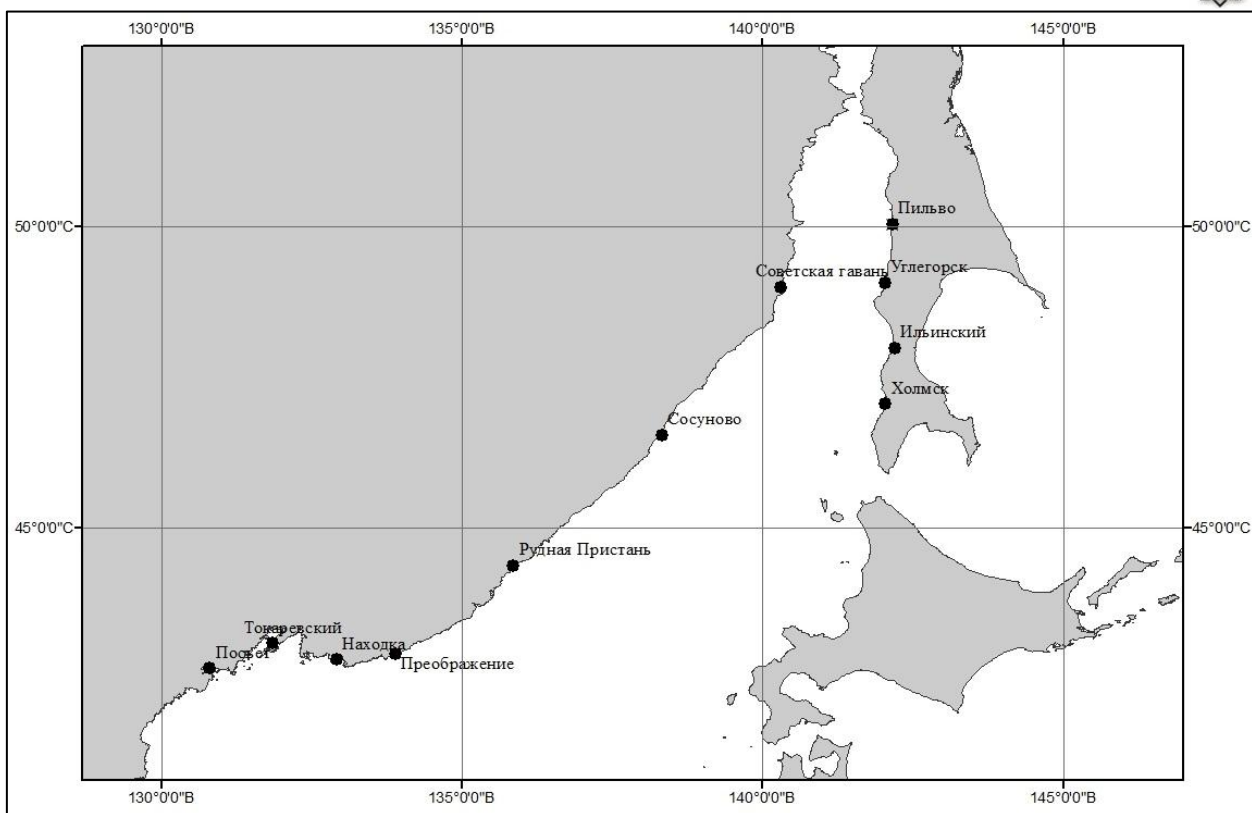 130°0'0"В 135°0'0"В 140°0'0"В 145°0'0"В
Пильво
50°0'0"С 50°0'0"С
Советская гавань Углегорск
Ильинский
Холмск
Сосуново
45°0'0"С 45°0'0"С
Рудная Пристань
Токаревский
Находка
Посьет
Преображение
130°0'0"В 135°0'0"В 140°0'0"В 145°0'0"В